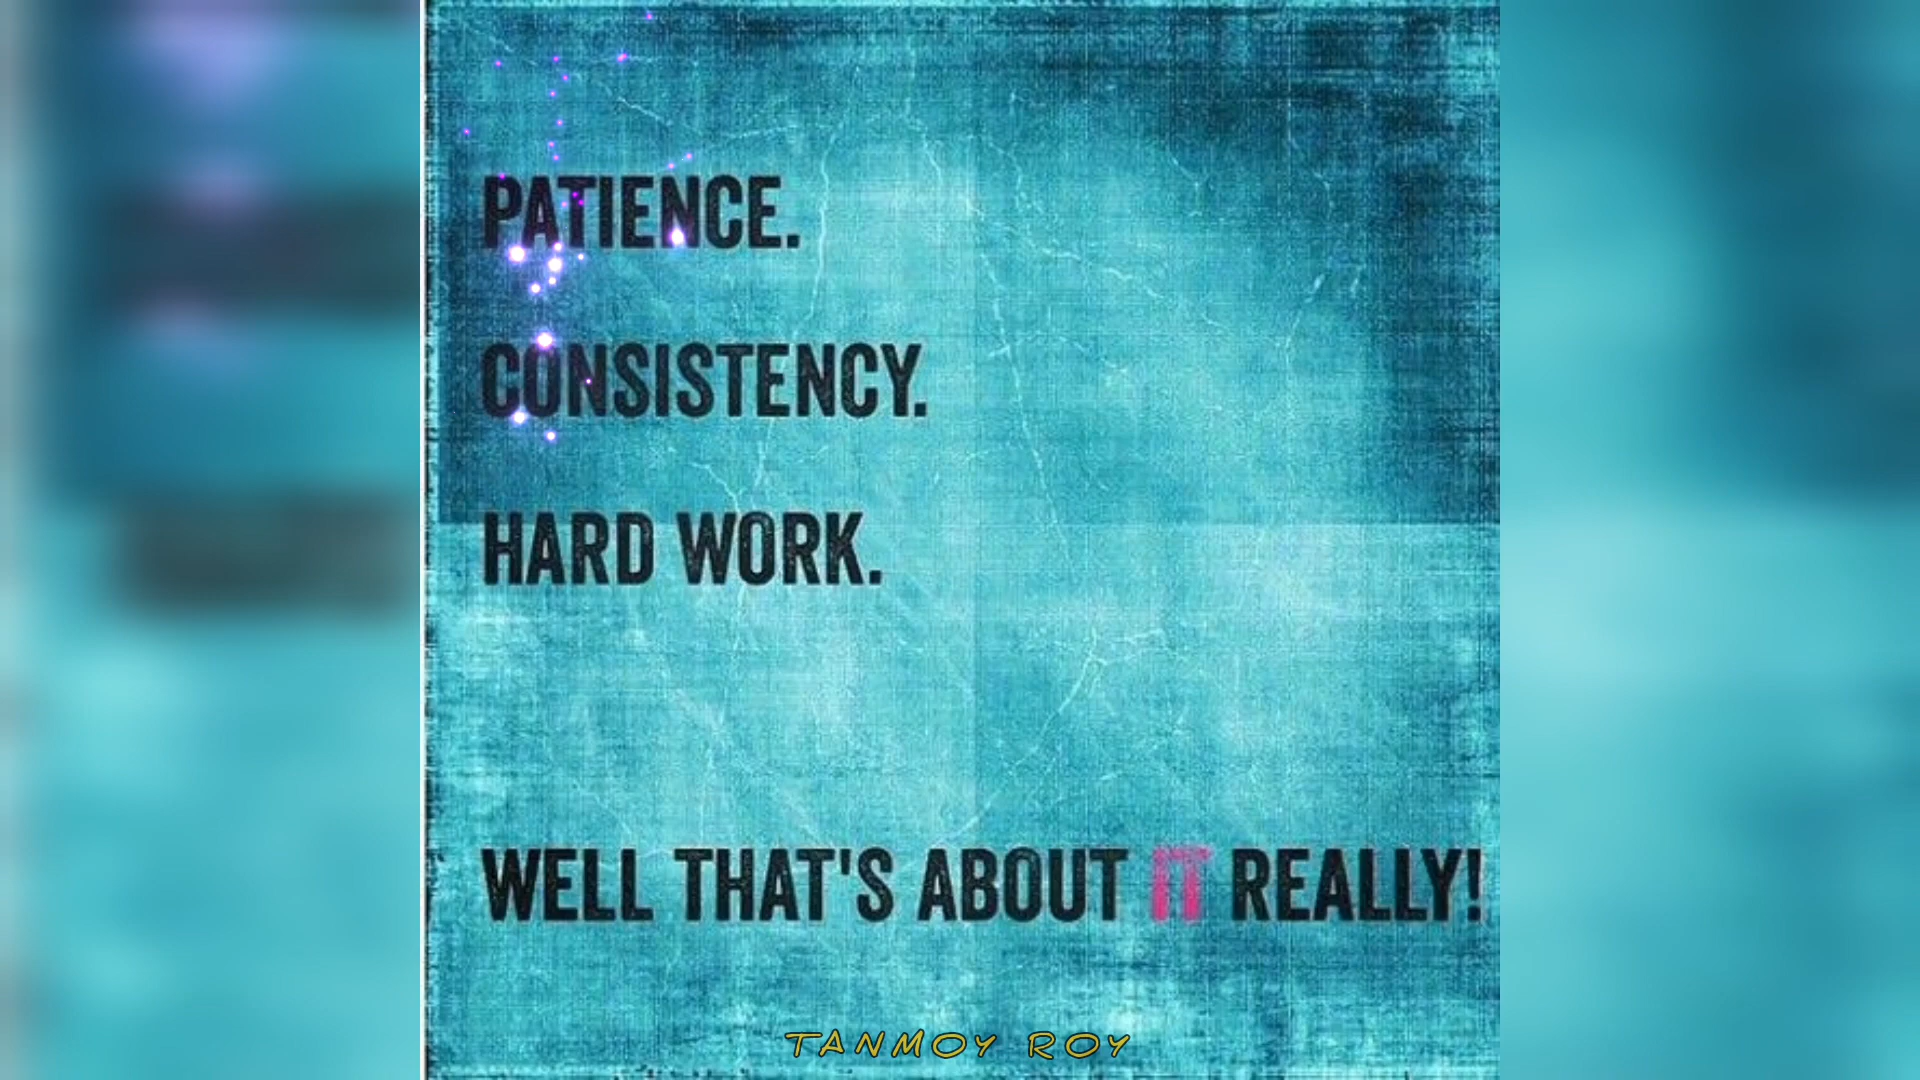 PATIENCE.
CONSISTENCY.
HARD WORK.
WELL THAT'S ABOUT IT REALLY!
TANMOY ROY